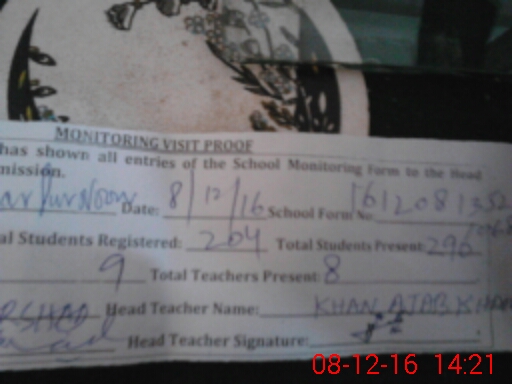 MONITORING VISIT PROOF
has shown all entries of the School Monitoring Form to the Head
mission.
Date: 8/12/16 School Form No
al Students Registered: 204 Total Students Present: 296
9 Total Teachers Present: 8
RSHAD Head Teacher Name: KHAN AJAB KHAN
Head Teacher Signature:
08-12-16 14:21